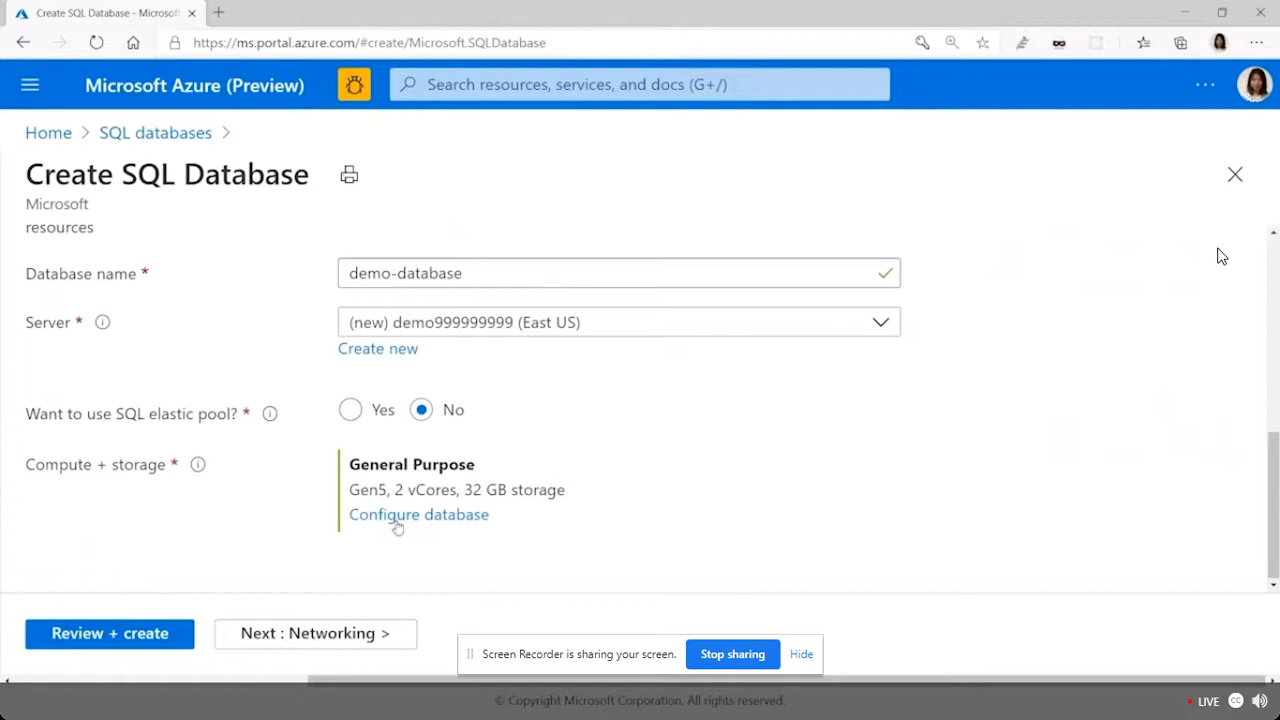 Create SQL Database - Microsoft
https://ms.portal.azure.com/#create/Microsoft.SQLDatabase
Microsoft Azure (Preview)
Search resources, services, and docs (G+/)
Home > SQL databases >
Create SQL Database
Microsoft
resources
Database name *
demo-database
Server *
(new) demo999999999 (East US)
Create new
Want to use SQL elastic pool? *
Yes
No
Compute + storage *
General Purpose
Gen5, 2 vCores, 32 GB storage
Configure database
Review + create
Next : Networking >
Screen Recorder is sharing your screen.
Stop sharing
Hide
© Copyright Microsoft Corporation. All rights reserved.
LIVE
CC